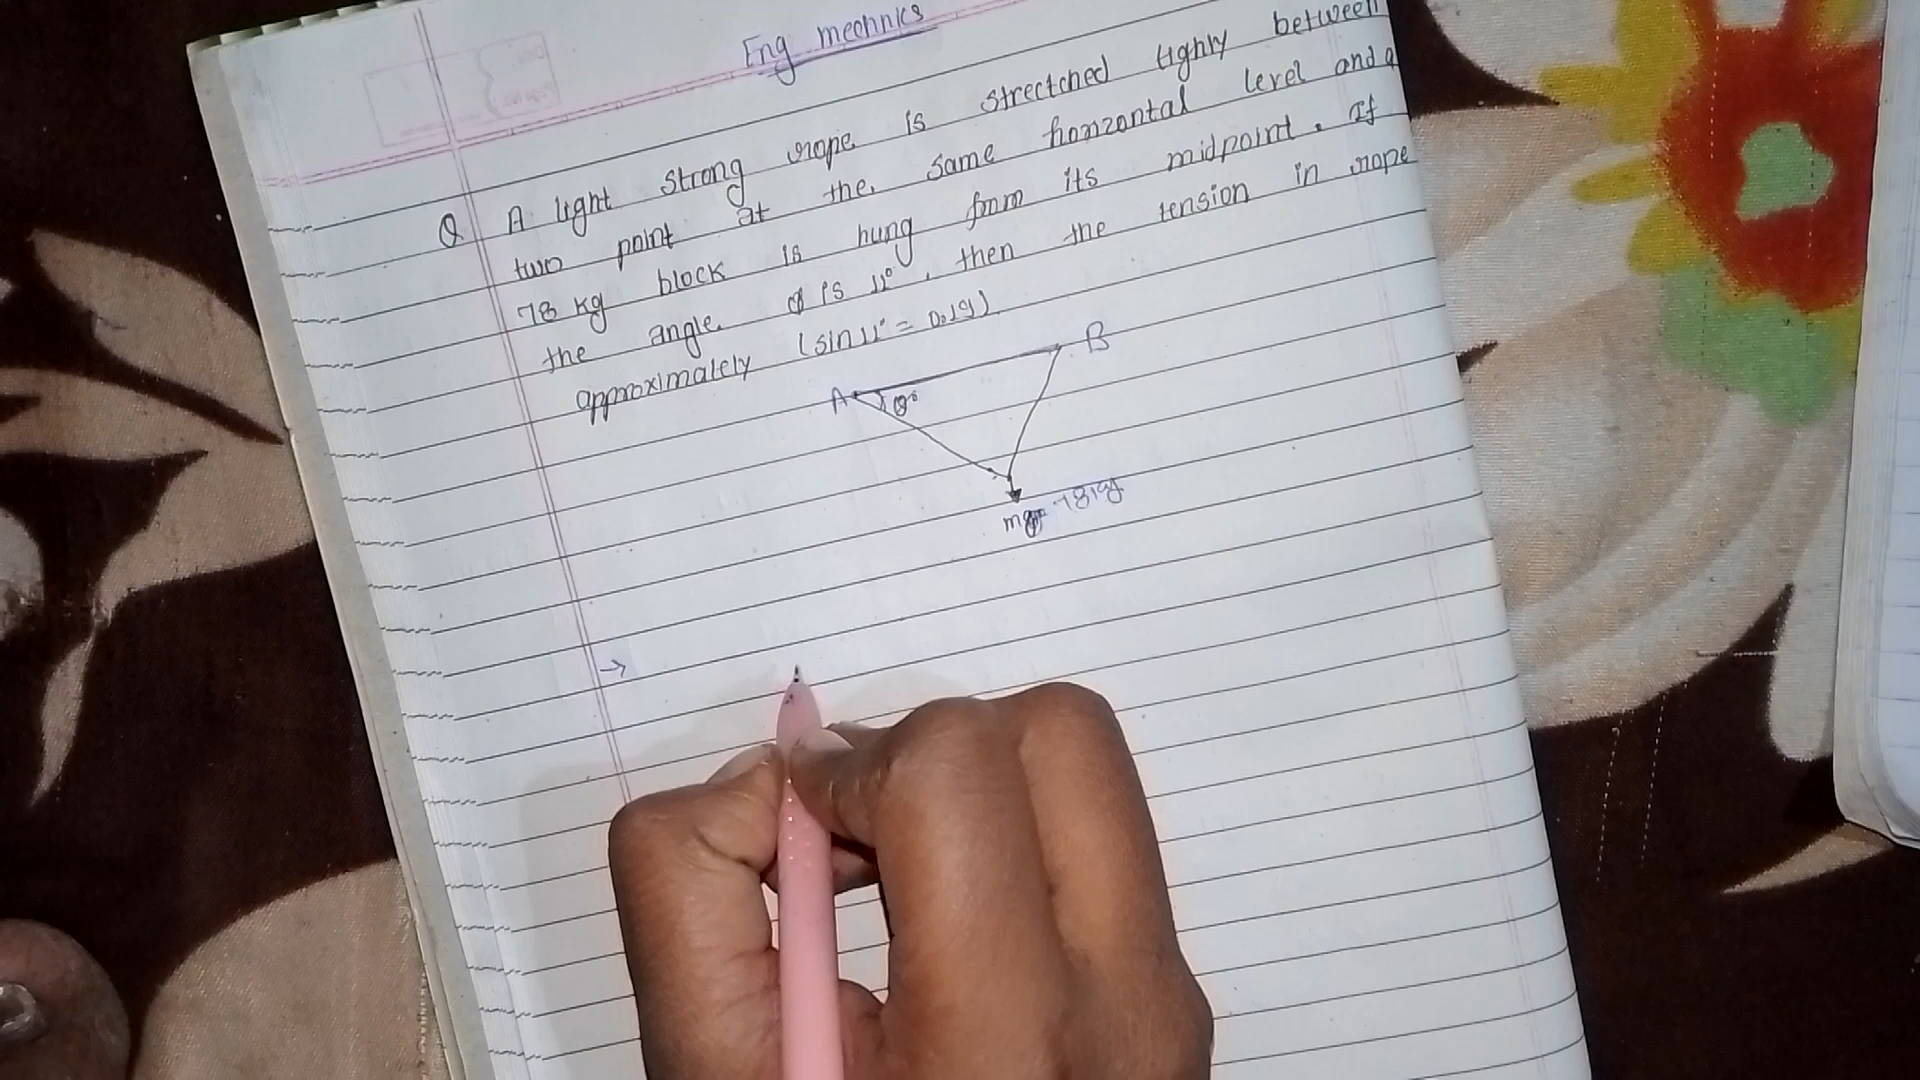 Eng mechnics
Q A light strong rope is strectched tighly between
two point at the same horizontal level and a
78 kg block is hung from its midpoint. If
the angle θ is 11°, then the tension in rope
approximately (sin 11° = 0.19)
A θ° B
mg 78kg
→